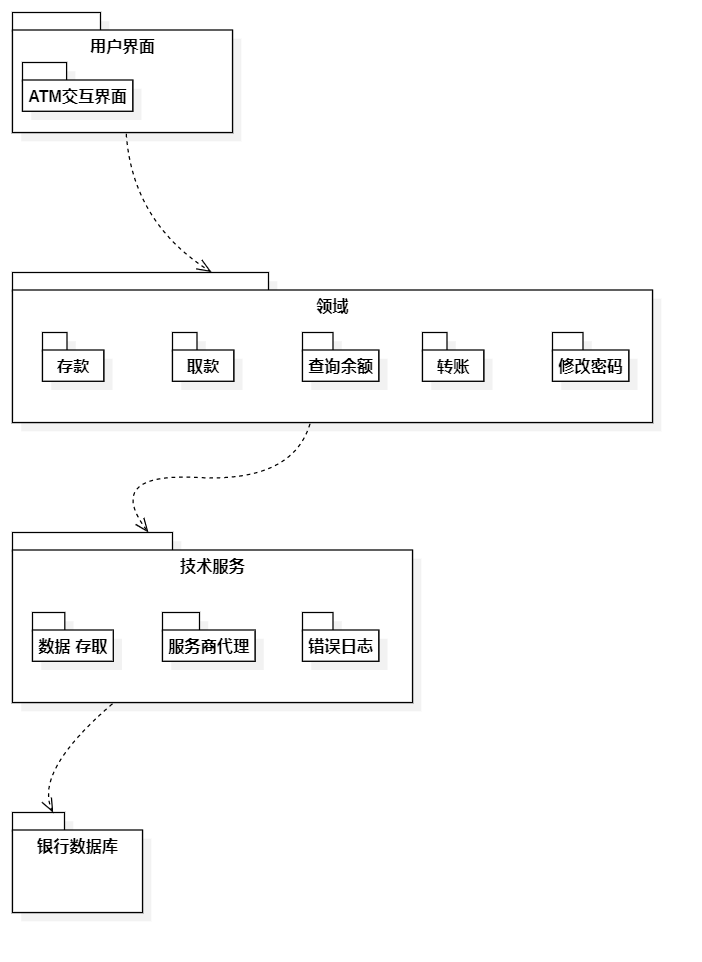 用户界面
ATM交互界面
领域
存款
取款
查询余额
转账
修改密码
技术服务
数据 存取
服务商代理
错误日志
银行数据库